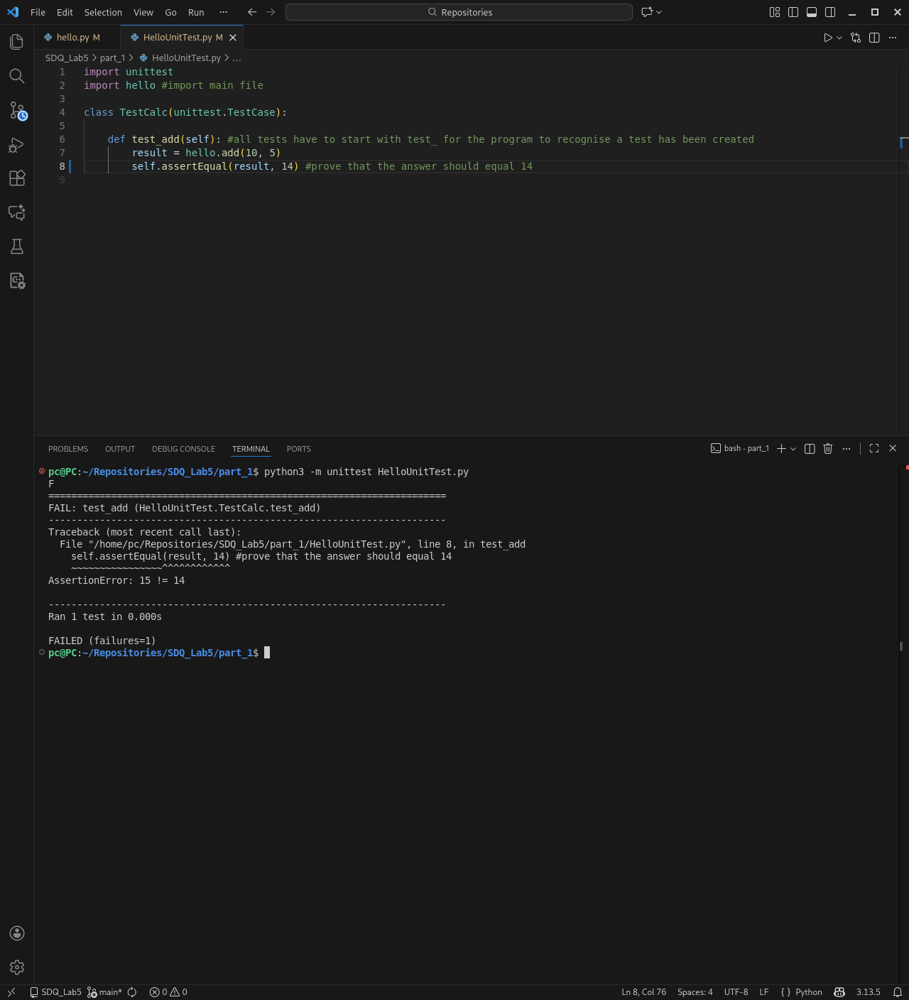 File Edit Selection View Go Run ··· Repositories
hello.py M HelloUnitTest.py M
SDQ_Lab5 > part_1 > HelloUnitTest.py > ...
1 import unittest
2 import hello #import main file
3
4 class TestCalc(unittest.TestCase):
5
6     def test_add(self): #all tests have to start with test_ for the program to recognise a test has been created
7         result = hello.add(10, 5)
8         self.assertEqual(result, 14) #prove that the answer should equal 14
9
PROBLEMS OUTPUT DEBUG CONSOLE TERMINAL PORTS bash - part_1
pc@PC:~/Repositories/SDQ_Lab5/part_1$ python3 -m unittest HelloUnitTest.py
F
======================================================================
FAIL: test_add (HelloUnitTest.TestCalc.test_add)
----------------------------------------------------------------------
Traceback (most recent call last):
  File "/home/pc/Repositories/SDQ_Lab5/part_1/HelloUnitTest.py", line 8, in test_add
    self.assertEqual(result, 14) #prove that the answer should equal 14
    ~~~~~~~~~~~~~~~~^^^^^^^^^^^^
AssertionError: 15 != 14

----------------------------------------------------------------------
Ran 1 test in 0.000s

FAILED (failures=1)
pc@PC:~/Repositories/SDQ_Lab5/part_1$
SDQ_Lab5 main* 0 0 Ln 8, Col 76 Spaces: 4 UTF-8 LF { } Python 3.13.5